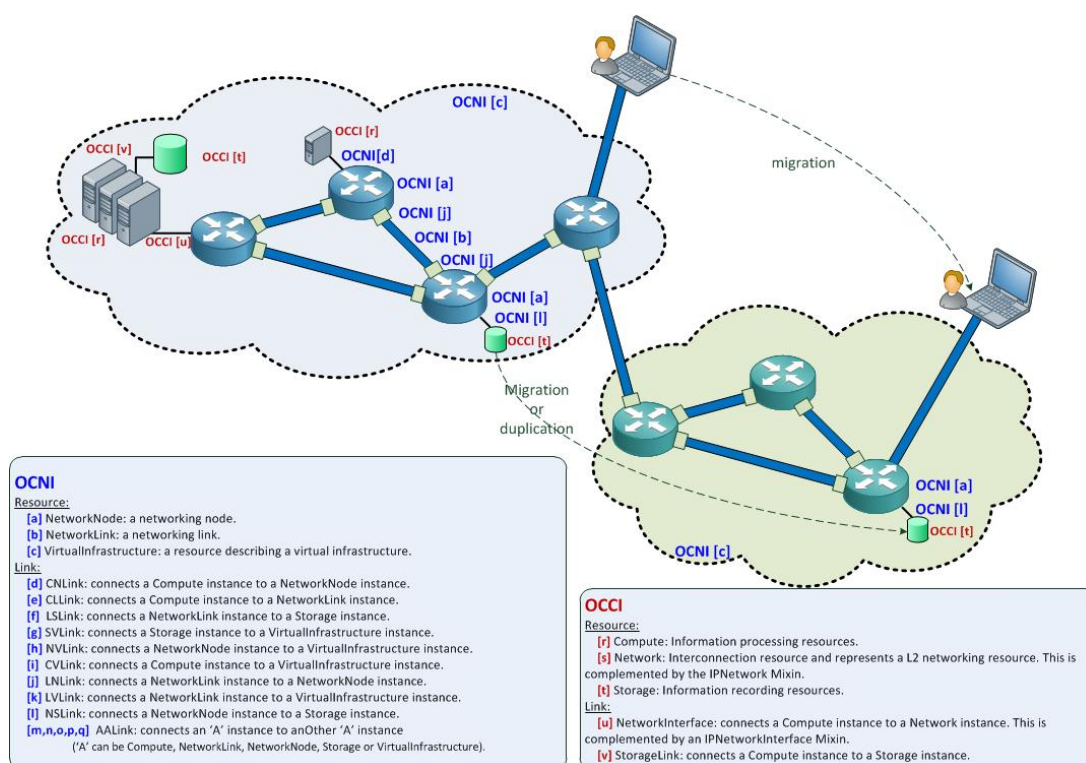 OCNI [c]
OCCI [r]
OCCI [v]
OCCI [t]
OCNI[d]
OCNI [a]
OCNI [j]
OCNI [b]
OCNI [j]
OCCI [r]
OCCI [u]
OCNI [a]
OCNI [l]
OCCI [t]
migration
Migration
or
duplication
OCNI [a]
OCNI [l]
OCCI [t]
OCNI [c]
OCNI
Resource:
[a] NetworkNode: a networking node.
[b] NetworkLink: a networking link.
[c] VirtualInfrastructure: a resource describing a virtual infrastructure.
Link:
[d] CNLink: connects a Compute instance to a NetworkNode instance.
[e] CLLink: connects a Compute instance to a NetworkLink instance.
[f] LSLink: connects a NetworkLink instance to a Storage instance.
[g] SVLink: connects a Storage instance to a VirtualInfrastructure instance.
[h] NVLink: connects a NetworkNode instance to a VirtualInfrastructure instance.
[i] CVLink: connects a Compute instance to a VirtualInfrastructure instance.
[j] LNLink: connects a NetworkLink instance to a NetworkNode instance.
[k] LVLink: connects a NetworkLink instance to a VirtualInfrastructure instance.
[l] NSLink: connects a NetworkNode instance to a Storage instance.
[m,n,o,p,q] AALink: connects an 'A' instance to anOther 'A' instance
('A' can be Compute, NetworkLink, NetworkNode, Storage or VirtualInfrastructure).
OCCI
Resource:
[r] Compute: Information processing resources.
[s] Network: Interconnection resource and represents a L2 networking resource. This is
complemented by the IPNetwork Mixin.
[t] Storage: Information recording resources.
Link:
[u] NetworkInterface: connects a Compute instance to a Network instance. This is
complemented by an IPNetworkInterface Mixin.
[v] StorageLink: connects a Compute instance to a Storage instance.